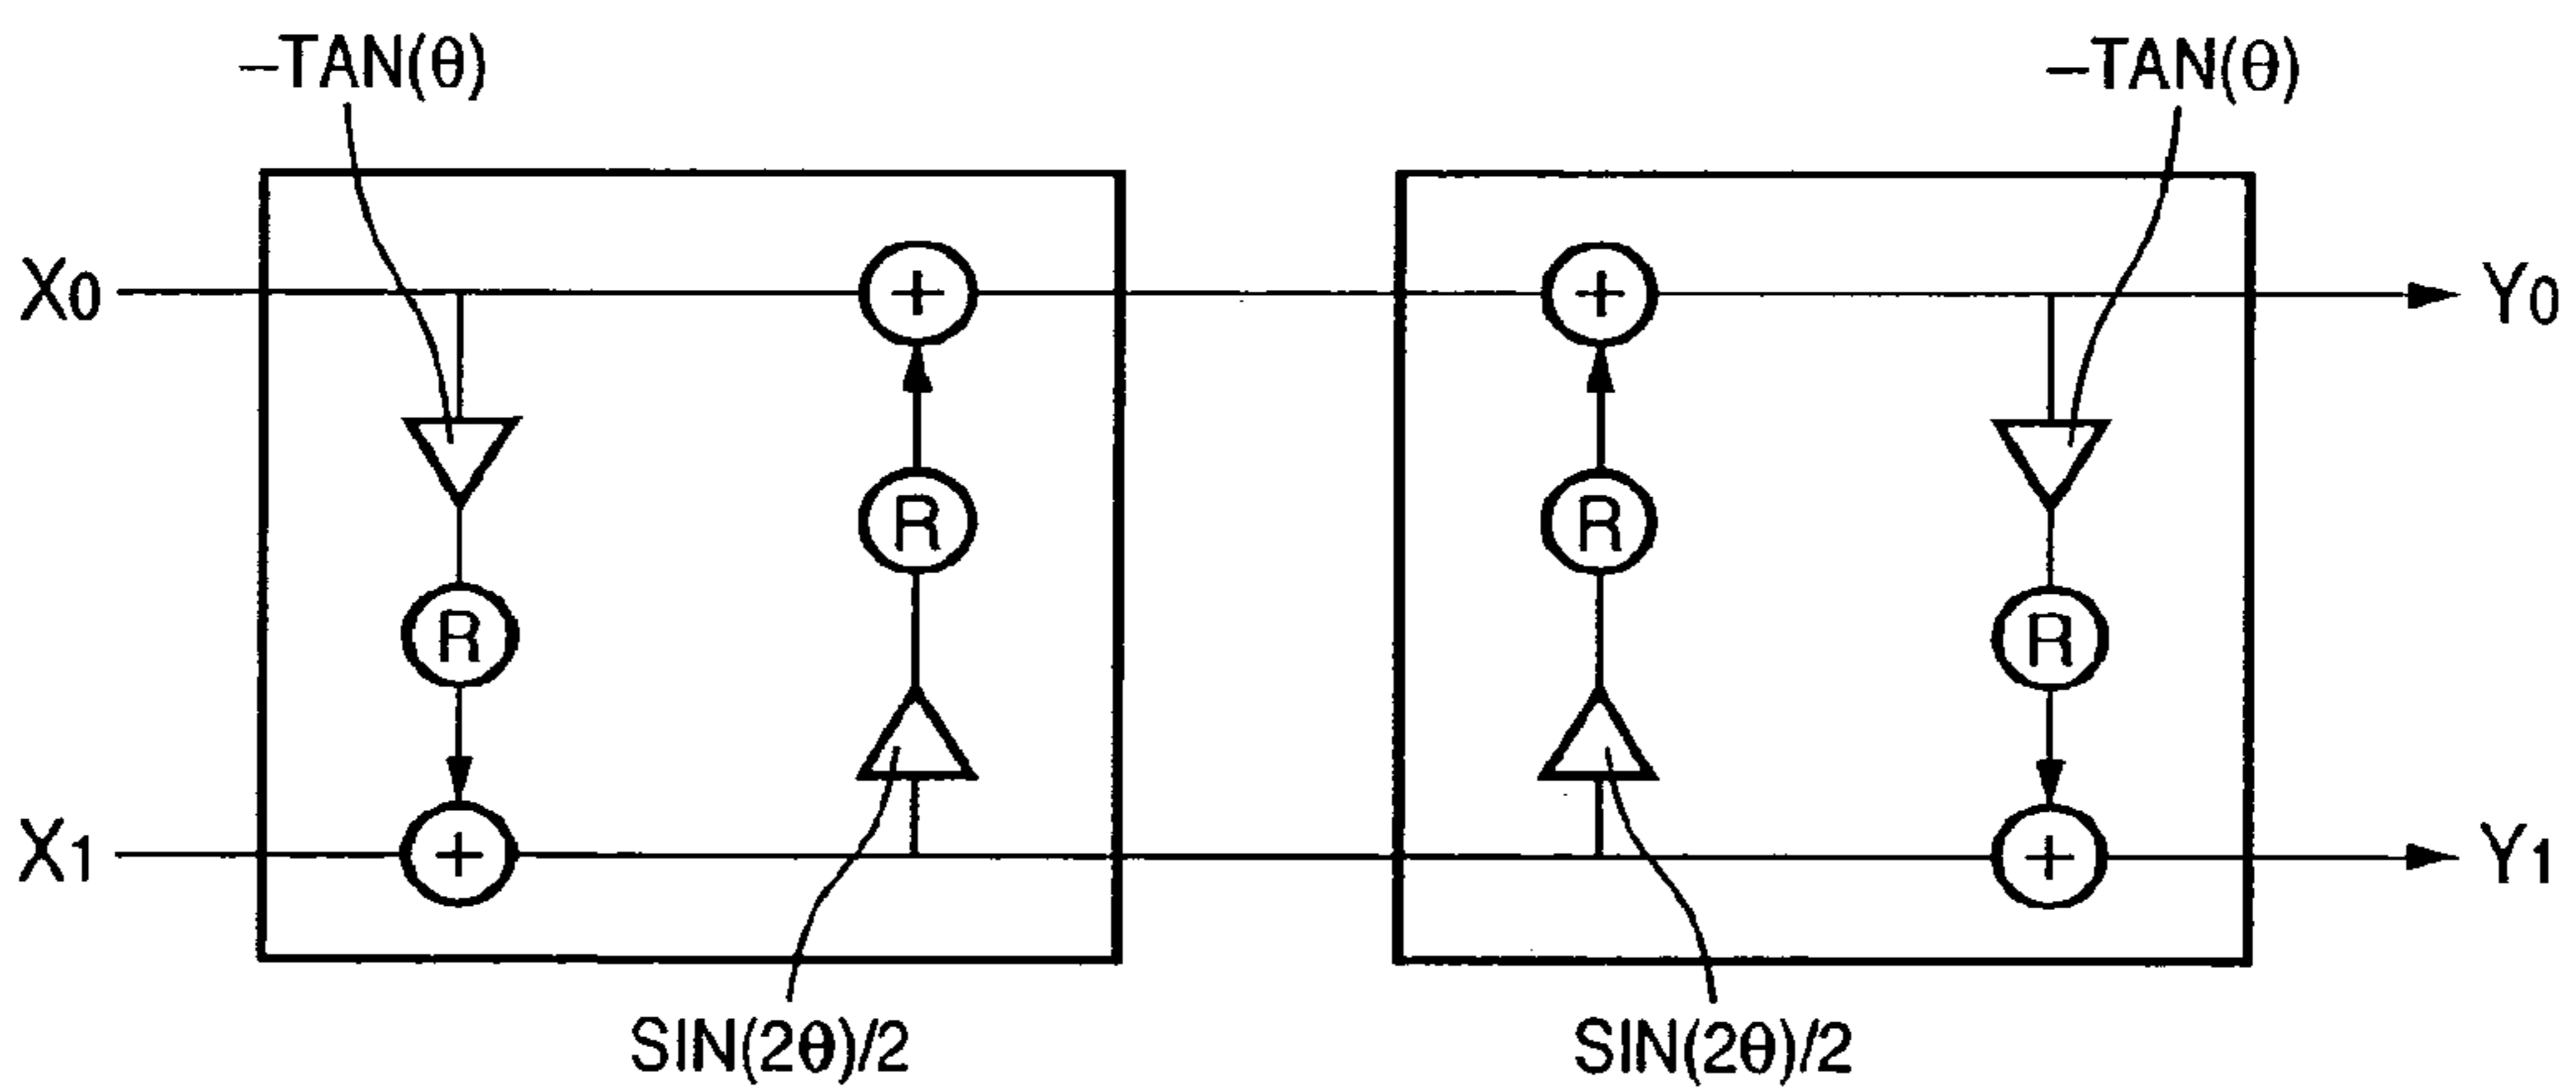 –TAN(θ) –TAN(θ)
X0 + + Y0
R R
R R
X1 + + Y1
SIN(2θ)/2 SIN(2θ)/2